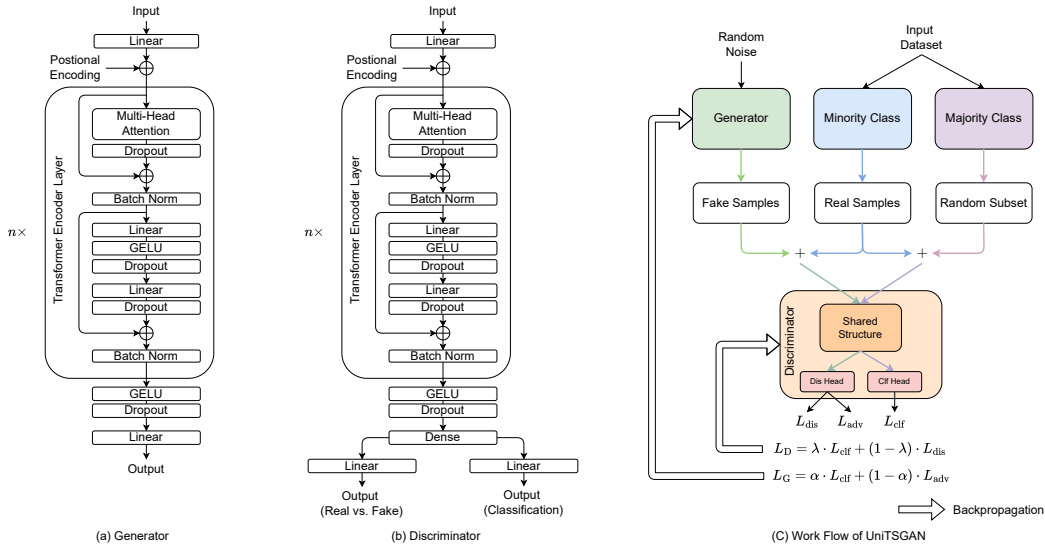 Input
Linear
Postional
Encoding
Multi-Head
Attention
Dropout
Batch Norm
Linear
GELU
Dropout
Linear
Dropout
Batch Norm
Transformer Encoder Layer
n×
GELU
Dropout
Linear
Output
(a) Generator
Input
Linear
Postional
Encoding
Multi-Head
Attention
Dropout
Batch Norm
Linear
GELU
Dropout
Linear
Dropout
Batch Norm
Transformer Encoder Layer
n×
GELU
Dropout
Dense
Linear
Linear
Output
(Real vs. Fake)
Output
(Classification)
(b) Discriminator
Random
Noise
Input
Dataset
Generator
Minority Class
Majority Class
Fake Samples
Real Samples
Random Subset
+
+
Discriminator
Shared
Structure
Dis Head
Clf Head
L_dis
L_adv
L_clf
L_D = λ · L_clf + (1 − λ) · L_dis
L_G = α · L_clf + (1 − α) · L_adv
Backpropagation
(C) Work Flow of UniTSGAN